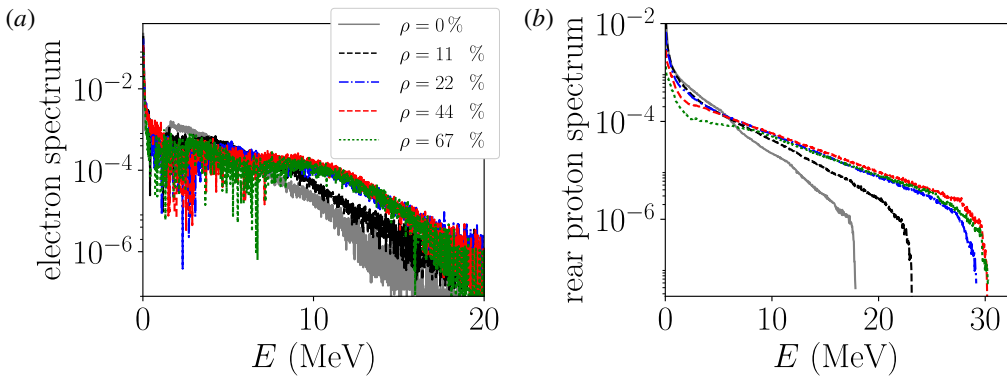 (a)
electron spectrum
10⁻²
10⁻⁴
10⁻⁶
0
10
20
E (MeV)
ρ = 0 %
ρ = 11 %
ρ = 22 %
ρ = 44 %
ρ = 67 %
(b)
rear proton spectrum
10⁻²
10⁻⁴
10⁻⁶
0
10
20
30
E (MeV)